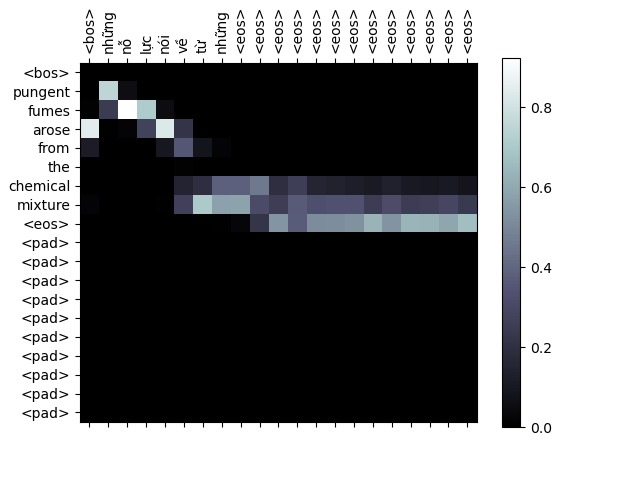 <bos> những nỗ lực nói về từ những <eos> <eos> <eos> <eos> <eos> <eos> <eos> <eos> <eos> <eos> <eos> <eos> <eos>
<bos>
pungent
fumes
arose
from
the
chemical
mixture
<eos>
<pad>
<pad>
<pad>
<pad>
<pad>
<pad>
<pad>
<pad>
<pad>
<pad>
0.8
0.6
0.4
0.2
0.0